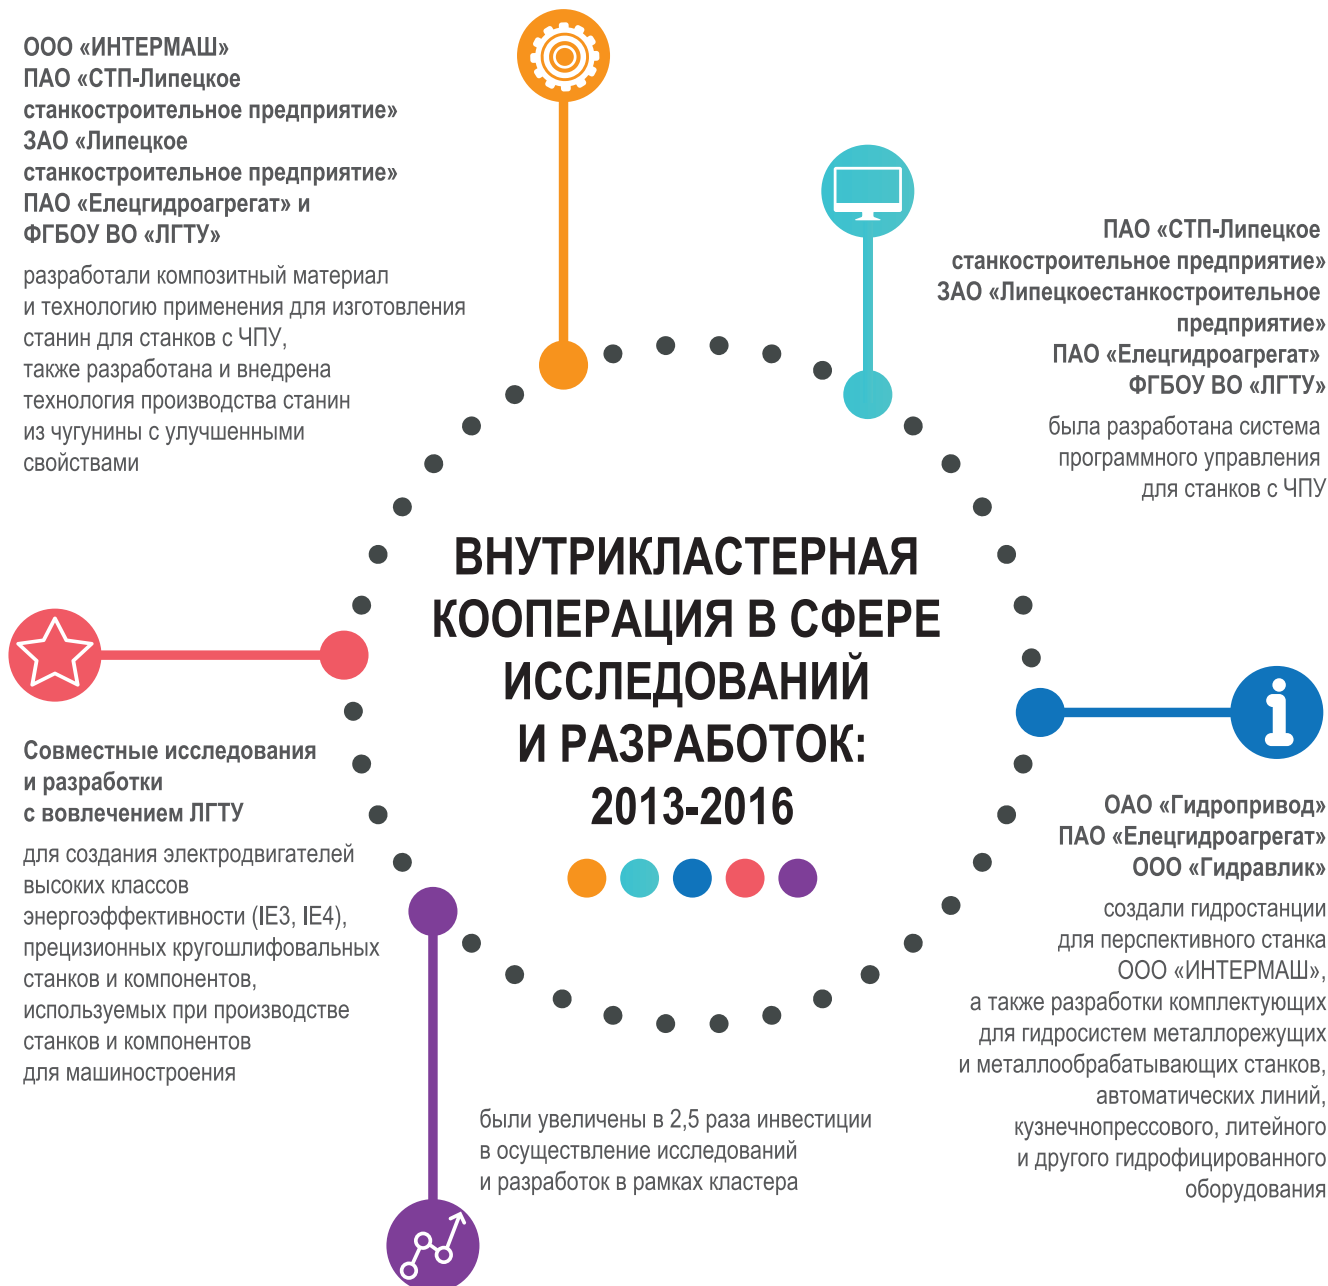 ООО «ИНТЕРМАШ»
ПАО «СТП-Липецкое
станкостроительное предприятие»
ЗАО «Липецкое
станкостроительное предприятие»
ПАО «Елецгидроагрегат» и
ФГБОУ ВО «ЛГТУ»
разработали композитный материал
и технологию применения для изготовления
станин для станков с ЧПУ,
также разработана и внедрена
технология производства станин
из чугунины с улучшенными
свойствами
ПАО «СТП-Липецкое
станкостроительное предприятие»
ЗАО «Липецкоестанкостроительное
предприятие»
ПАО «Елецгидроагрегат»
ФГБОУ ВО «ЛГТУ»
была разработана система
программного управления
для станков с ЧПУ
ВНУТРИКЛАСТЕРНАЯ
КООПЕРАЦИЯ В СФЕРЕ
ИССЛЕДОВАНИЙ
И РАЗРАБОТОК:
2013-2016
Совместные исследования
и разработки
с вовлечением ЛГТУ
для создания электродвигателей
высоких классов
энергоэффективности (IE3, IE4),
прецизионных кругошлифовальных
станков и компонентов,
используемых при производстве
станков и компонентов
для машиностроения
ОАО «Гидропривод»
ПАО «Елецгидроагрегат»
ООО «Гидравлик»
создали гидростанции
для перспективного станка
ООО «ИНТЕРМАШ»,
а также разработки комплектующих
для гидросистем металлорежущих
и металлообрабатывающих станков,
автоматических линий,
кузнечнопрессового, литейного
и другого гидрофицированного
оборудования
были увеличены в 2,5 раза инвестиции
в осуществление исследований
и разработок в рамках кластера